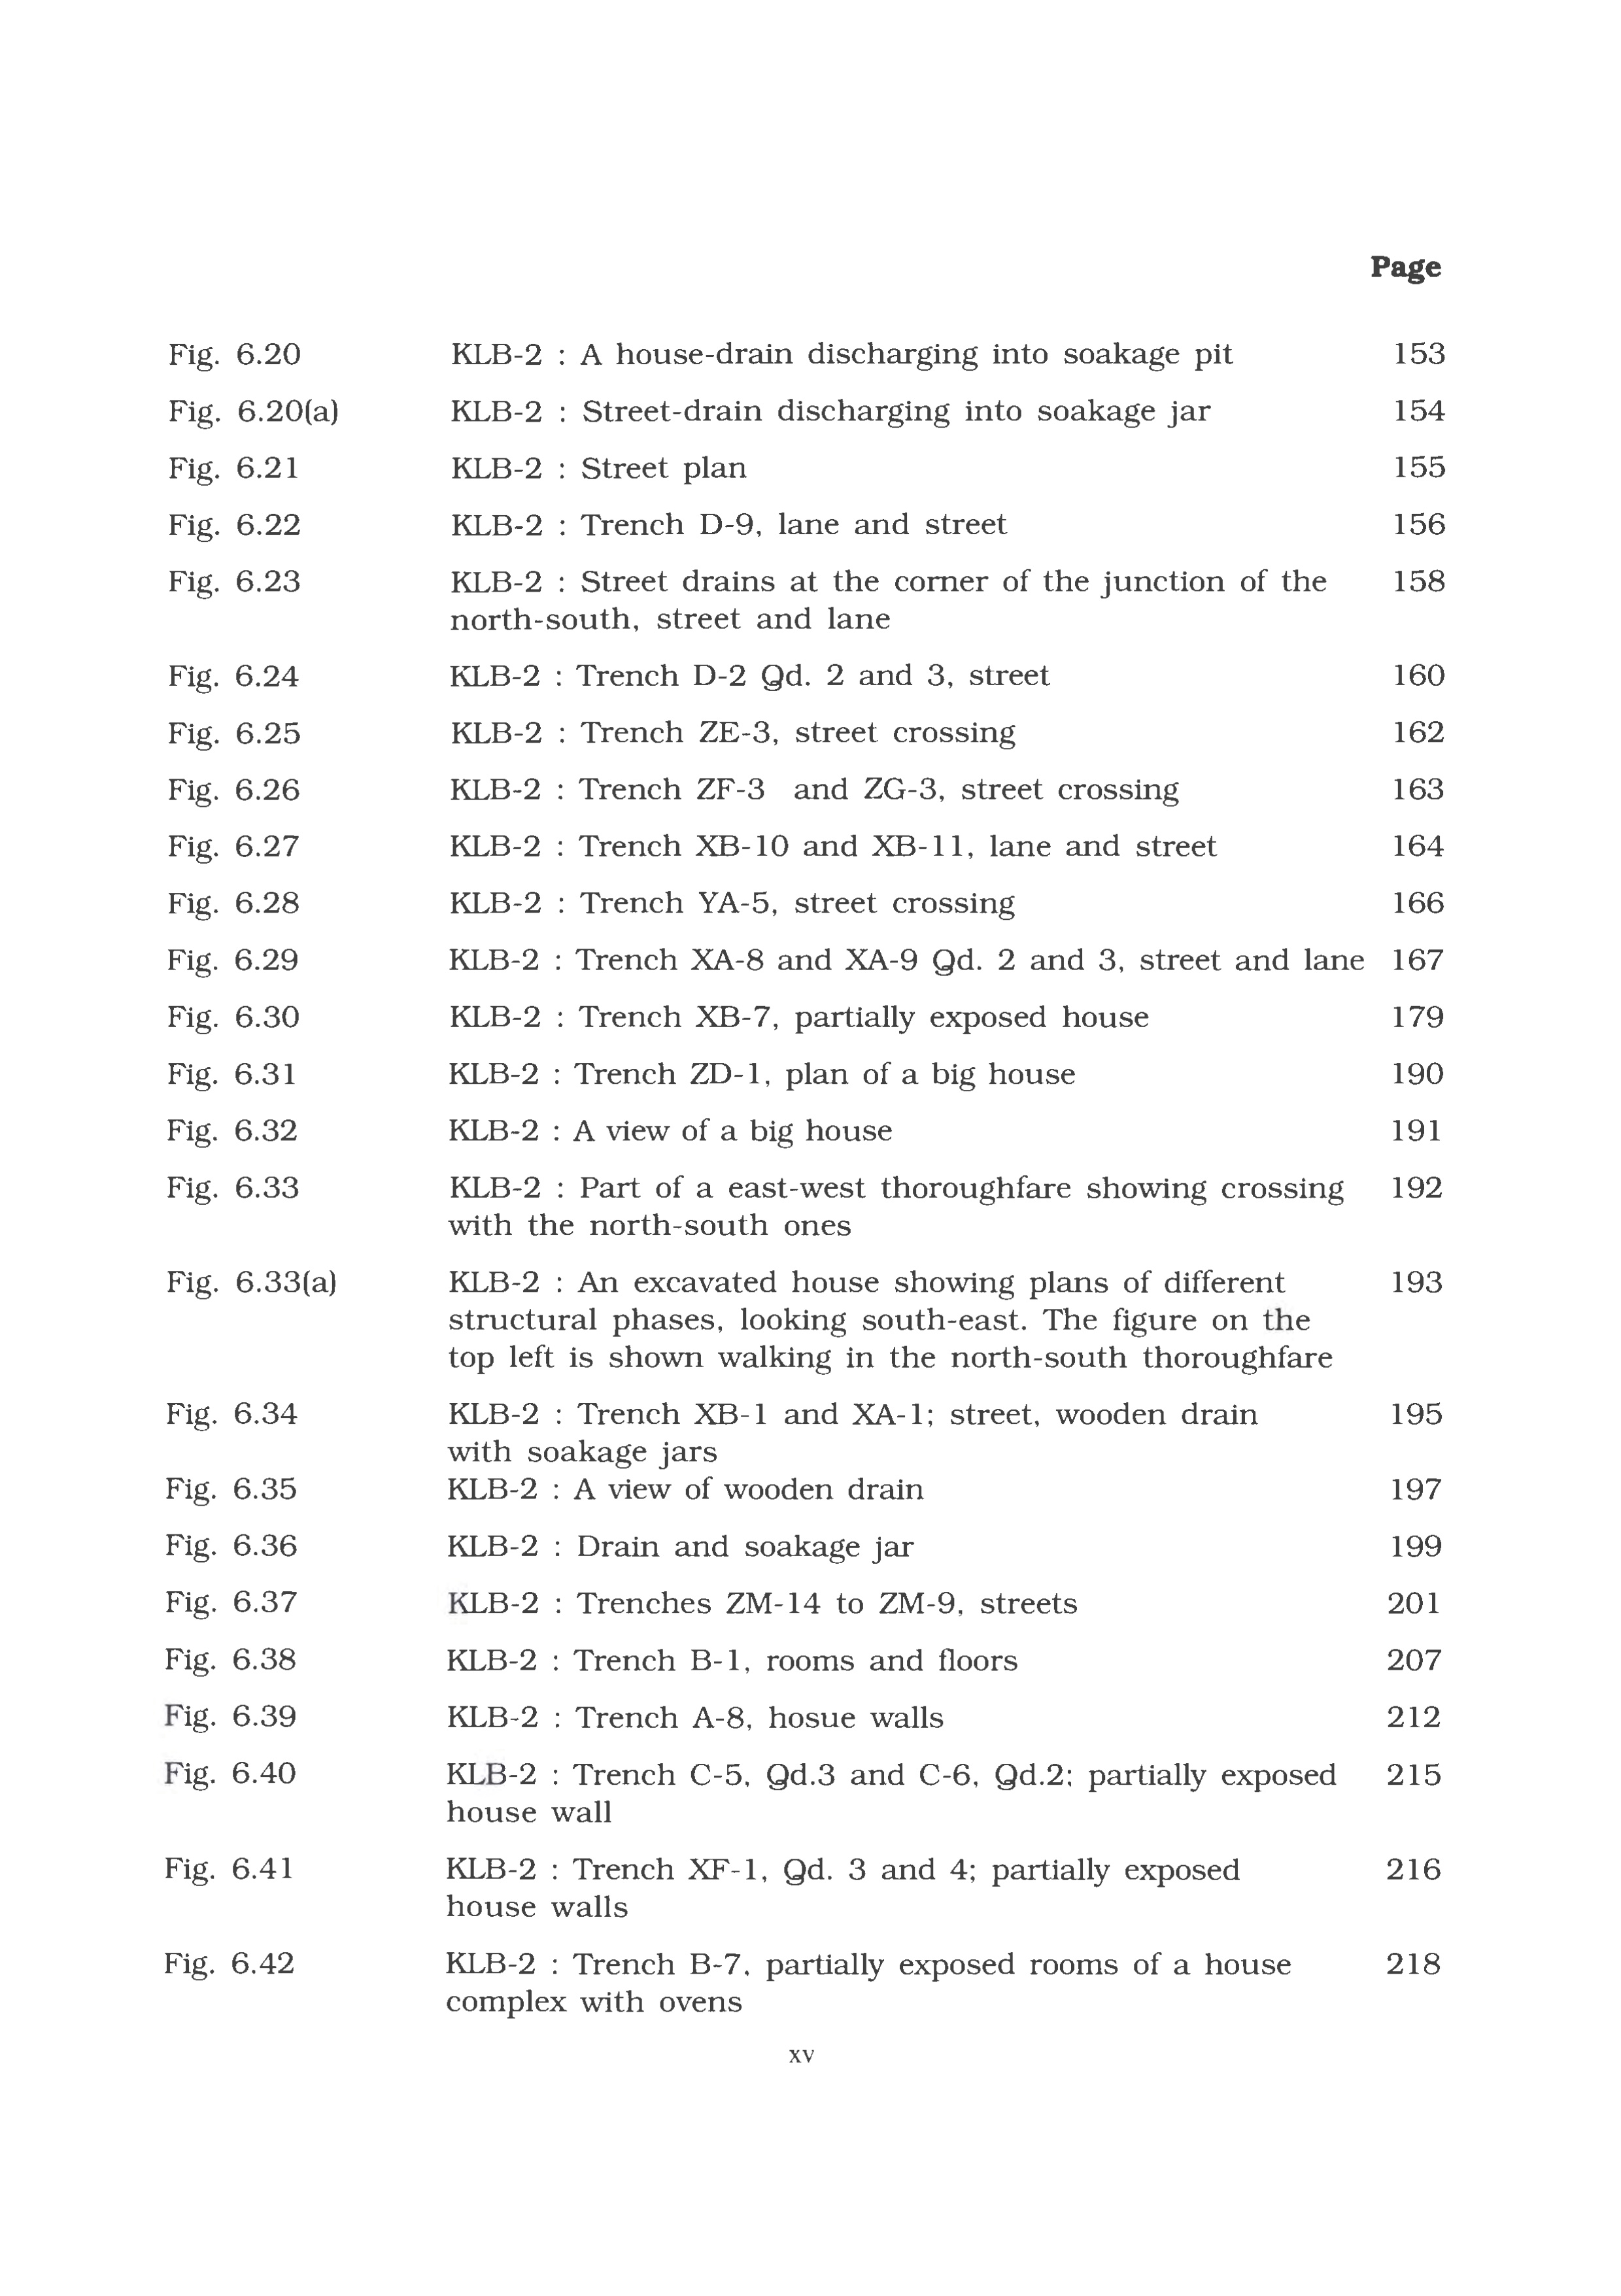 Page
Fig. 6.20 KLB-2 : A house-drain discharging into soakage pit 153
Fig. 6.20(a) KLB-2 : Street-drain discharging into soakage jar 154
Fig. 6.21 KLB-2 : Street plan 155
Fig. 6.22 KLB-2 : Trench D-9, lane and street 156
Fig. 6.23 KLB-2 : Street drains at the corner of the junction of the 158
north-south, street and lane
Fig. 6.24 KLB-2 : Trench D-2 Qd. 2 and 3, street 160
Fig. 6.25 KLB-2 : Trench ZE-3, street crossing 162
Fig. 6.26 KLB-2 : Trench ZF-3 and ZG-3, street crossing 163
Fig. 6.27 KLB-2 : Trench XB-10 and XB-11, lane and street 164
Fig. 6.28 KLB-2 : Trench YA-5, street crossing 166
Fig. 6.29 KLB-2 : Trench XA-8 and XA-9 Qd. 2 and 3, street and lane 167
Fig. 6.30 KLB-2 : Trench XB-7, partially exposed house 179
Fig. 6.31 KLB-2 : Trench ZD-1, plan of a big house 190
Fig. 6.32 KLB-2 : A view of a big house 191
Fig. 6.33 KLB-2 : Part of a east-west thoroughfare showing crossing 192
with the north-south ones
Fig. 6.33(a) KLB-2 : An excavated house showing plans of different 193
structural phases, looking south-east. The figure on the
top left is shown walking in the north-south thoroughfare
Fig. 6.34 KLB-2 : Trench XB-1 and XA-1; street, wooden drain 195
with soakage jars
Fig. 6.35 KLB-2 : A view of wooden drain 197
Fig. 6.36 KLB-2 : Drain and soakage jar 199
Fig. 6.37 KLB-2 : Trenches ZM-14 to ZM-9, streets 201
Fig. 6.38 KLB-2 : Trench B-1, rooms and floors 207
Fig. 6.39 KLB-2 : Trench A-8, hosue walls 212
Fig. 6.40 KLB-2 : Trench C-5, Qd.3 and C-6, Qd.2; partially exposed 215
house wall
Fig. 6.41 KLB-2 : Trench XF-1, Qd. 3 and 4; partially exposed 216
house walls
Fig. 6.42 KLB-2 : Trench B-7, partially exposed rooms of a house 218
complex with ovens
xv